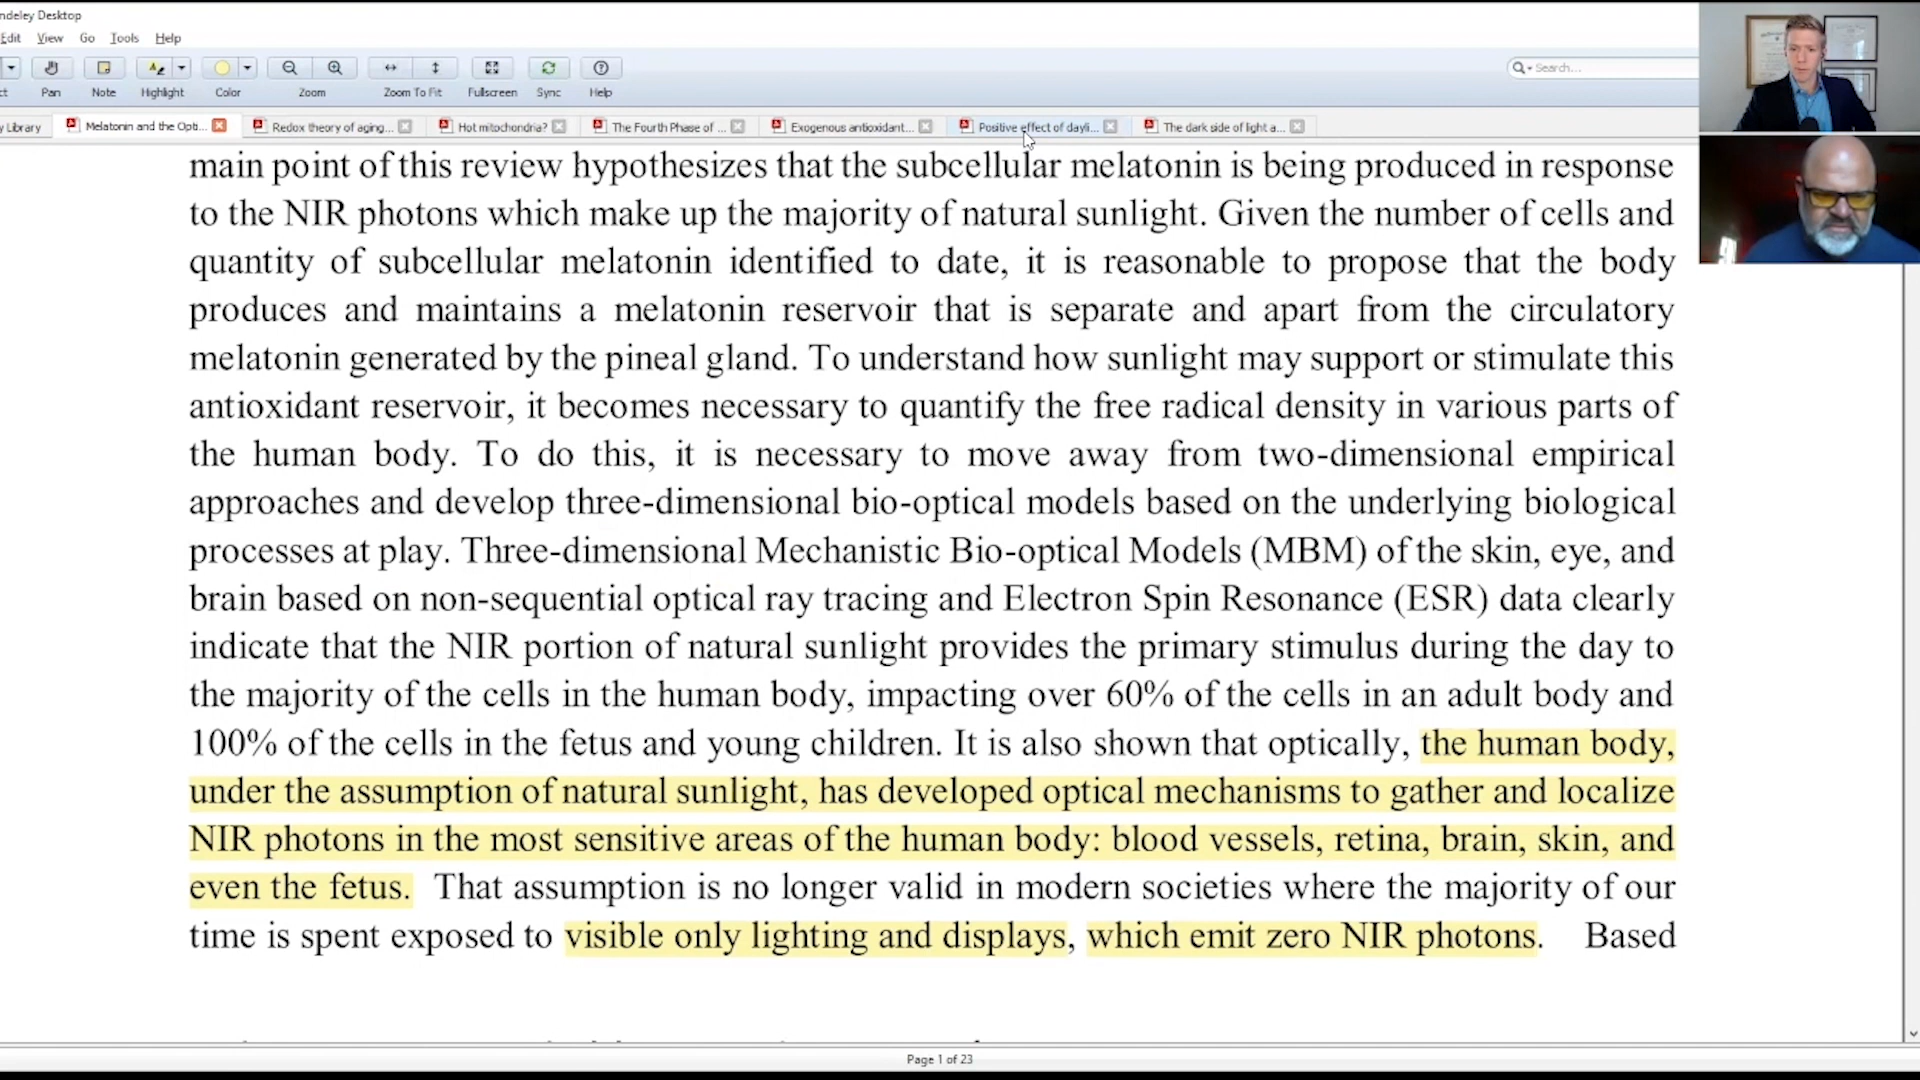 ndeley Desktop
Edit View Go Tools Help
ct Pan Note Highlight Color Zoom Zoom To Fit Fullscreen Sync Help
Search...
y Library Melatonin and the Opti... Redox theory of aging... Hot mitochondria? The Fourth Phase of ... Exogenous antioxidant... Positive effect of dayli... The dark side of light a...
main point of this review hypothesizes that the subcellular melatonin is being produced in response
to the NIR photons which make up the majority of natural sunlight. Given the number of cells and
quantity of subcellular melatonin identified to date, it is reasonable to propose that the body
produces and maintains a melatonin reservoir that is separate and apart from the circulatory
melatonin generated by the pineal gland. To understand how sunlight may support or stimulate this
antioxidant reservoir, it becomes necessary to quantify the free radical density in various parts of
the human body. To do this, it is necessary to move away from two-dimensional empirical
approaches and develop three-dimensional bio-optical models based on the underlying biological
processes at play. Three-dimensional Mechanistic Bio-optical Models (MBM) of the skin, eye, and
brain based on non-sequential optical ray tracing and Electron Spin Resonance (ESR) data clearly
indicate that the NIR portion of natural sunlight provides the primary stimulus during the day to
the majority of the cells in the human body, impacting over 60% of the cells in an adult body and
100% of the cells in the fetus and young children. It is also shown that optically, the human body,
under the assumption of natural sunlight, has developed optical mechanisms to gather and localize
NIR photons in the most sensitive areas of the human body: blood vessels, retina, brain, skin, and
even the fetus. That assumption is no longer valid in modern societies where the majority of our
time is spent exposed to visible only lighting and displays, which emit zero NIR photons. Based
Page 1 of 23